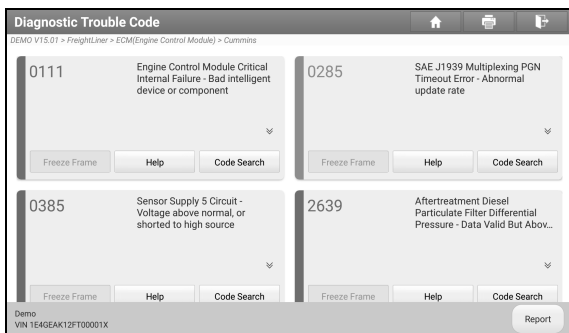 Diagnostic Trouble Code
DEMO V15.01 > FreightLiner > ECM(Engine Control Module) > Cummins
0111
Engine Control Module Critical
Internal Failure - Bad intelligent
device or component
Freeze Frame
Help
Code Search
0285
SAE J1939 Multiplexing PGN
Timeout Error - Abnormal
update rate
Freeze Frame
Help
Code Search
0385
Sensor Supply 5 Circuit -
Voltage above normal, or
shorted to high source
Freeze Frame
Help
Code Search
2639
Aftertreatment Diesel
Particulate Filter Differential
Pressure - Data Valid But Abov...
Freeze Frame
Help
Code Search
Demo
VIN 1E4GEAK12FT00001X
Report